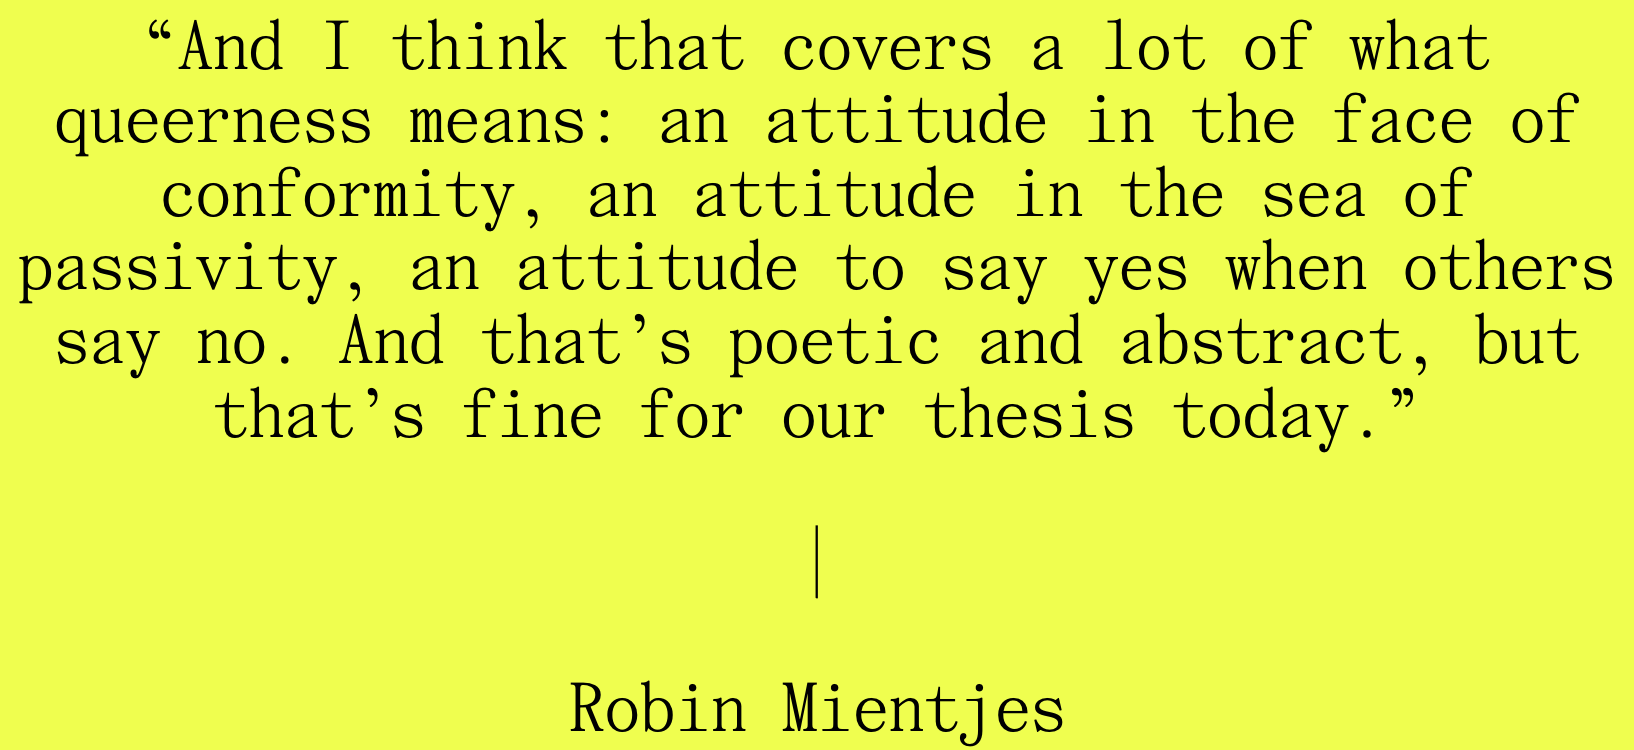 “And I think that covers a lot of what
queerness means: an attitude in the face of
conformity, an attitude in the sea of
passivity, an attitude to say yes when others
say no. And that’s poetic and abstract, but
that’s fine for our thesis today.”
|
Robin Mientjes